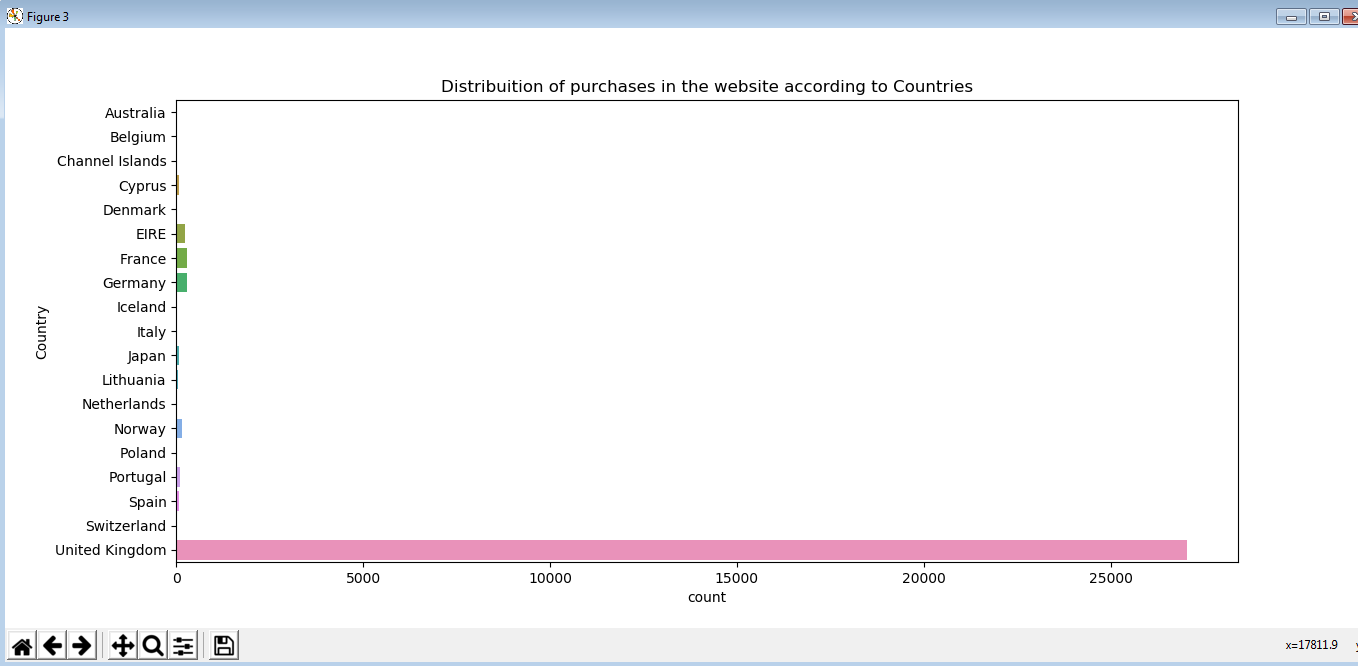 Figure 3
Distribuition of purchases in the website according to Countries
Australia
Belgium
Channel Islands
Cyprus
Denmark
EIRE
France
Germany
Iceland
Italy
Japan
Lithuania
Netherlands
Norway
Poland
Portugal
Spain
Switzerland
United Kingdom
Country
0 5000 10000 15000 20000 25000
count
x=17811.9